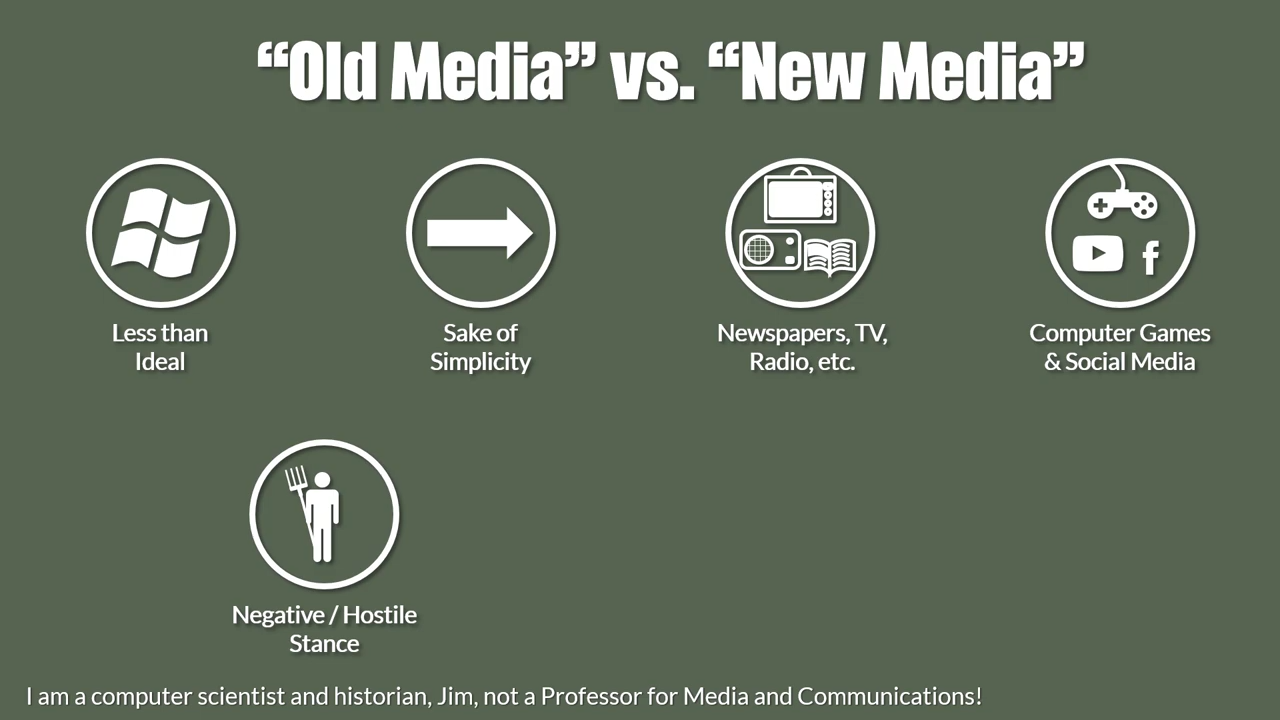 “Old Media” vs. “New Media”
Less than
Ideal
Sake of
Simplicity
Newspapers, TV,
Radio, etc.
Computer Games
& Social Media
Negative / Hostile
Stance
I am a computer scientist and historian, Jim, not a Professor for Media and Communications!